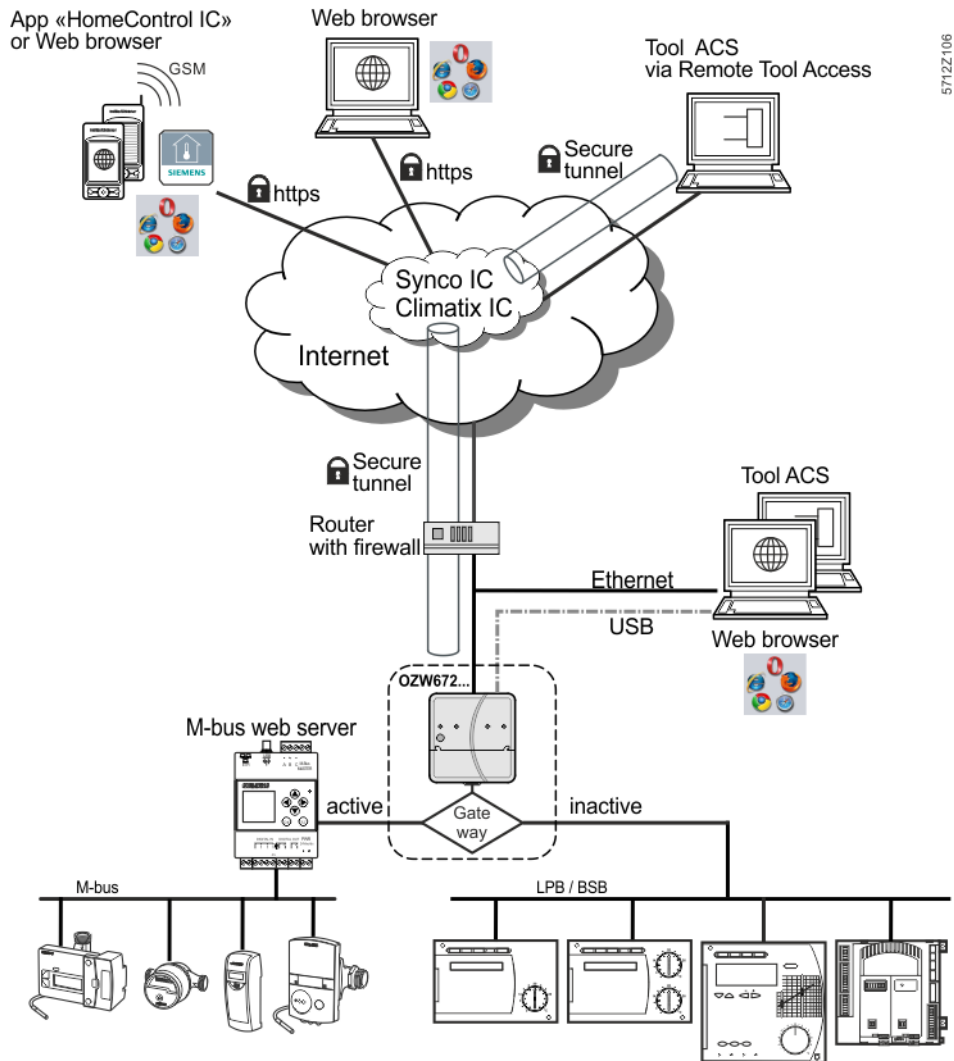 App «HomeControl IC»
or Web browser
GSM
SIEMENS
https
Web browser
https
Tool ACS
via Remote Tool Access
5712Z106
Secure
tunnel
Synco IC
Climatix IC
Internet
Secure
tunnel
Router
with firewall
Tool ACS
Ethernet
USB
Web browser
OZW672...
M-bus web server
active
Gate
way
inactive
M-bus
LPB / BSB